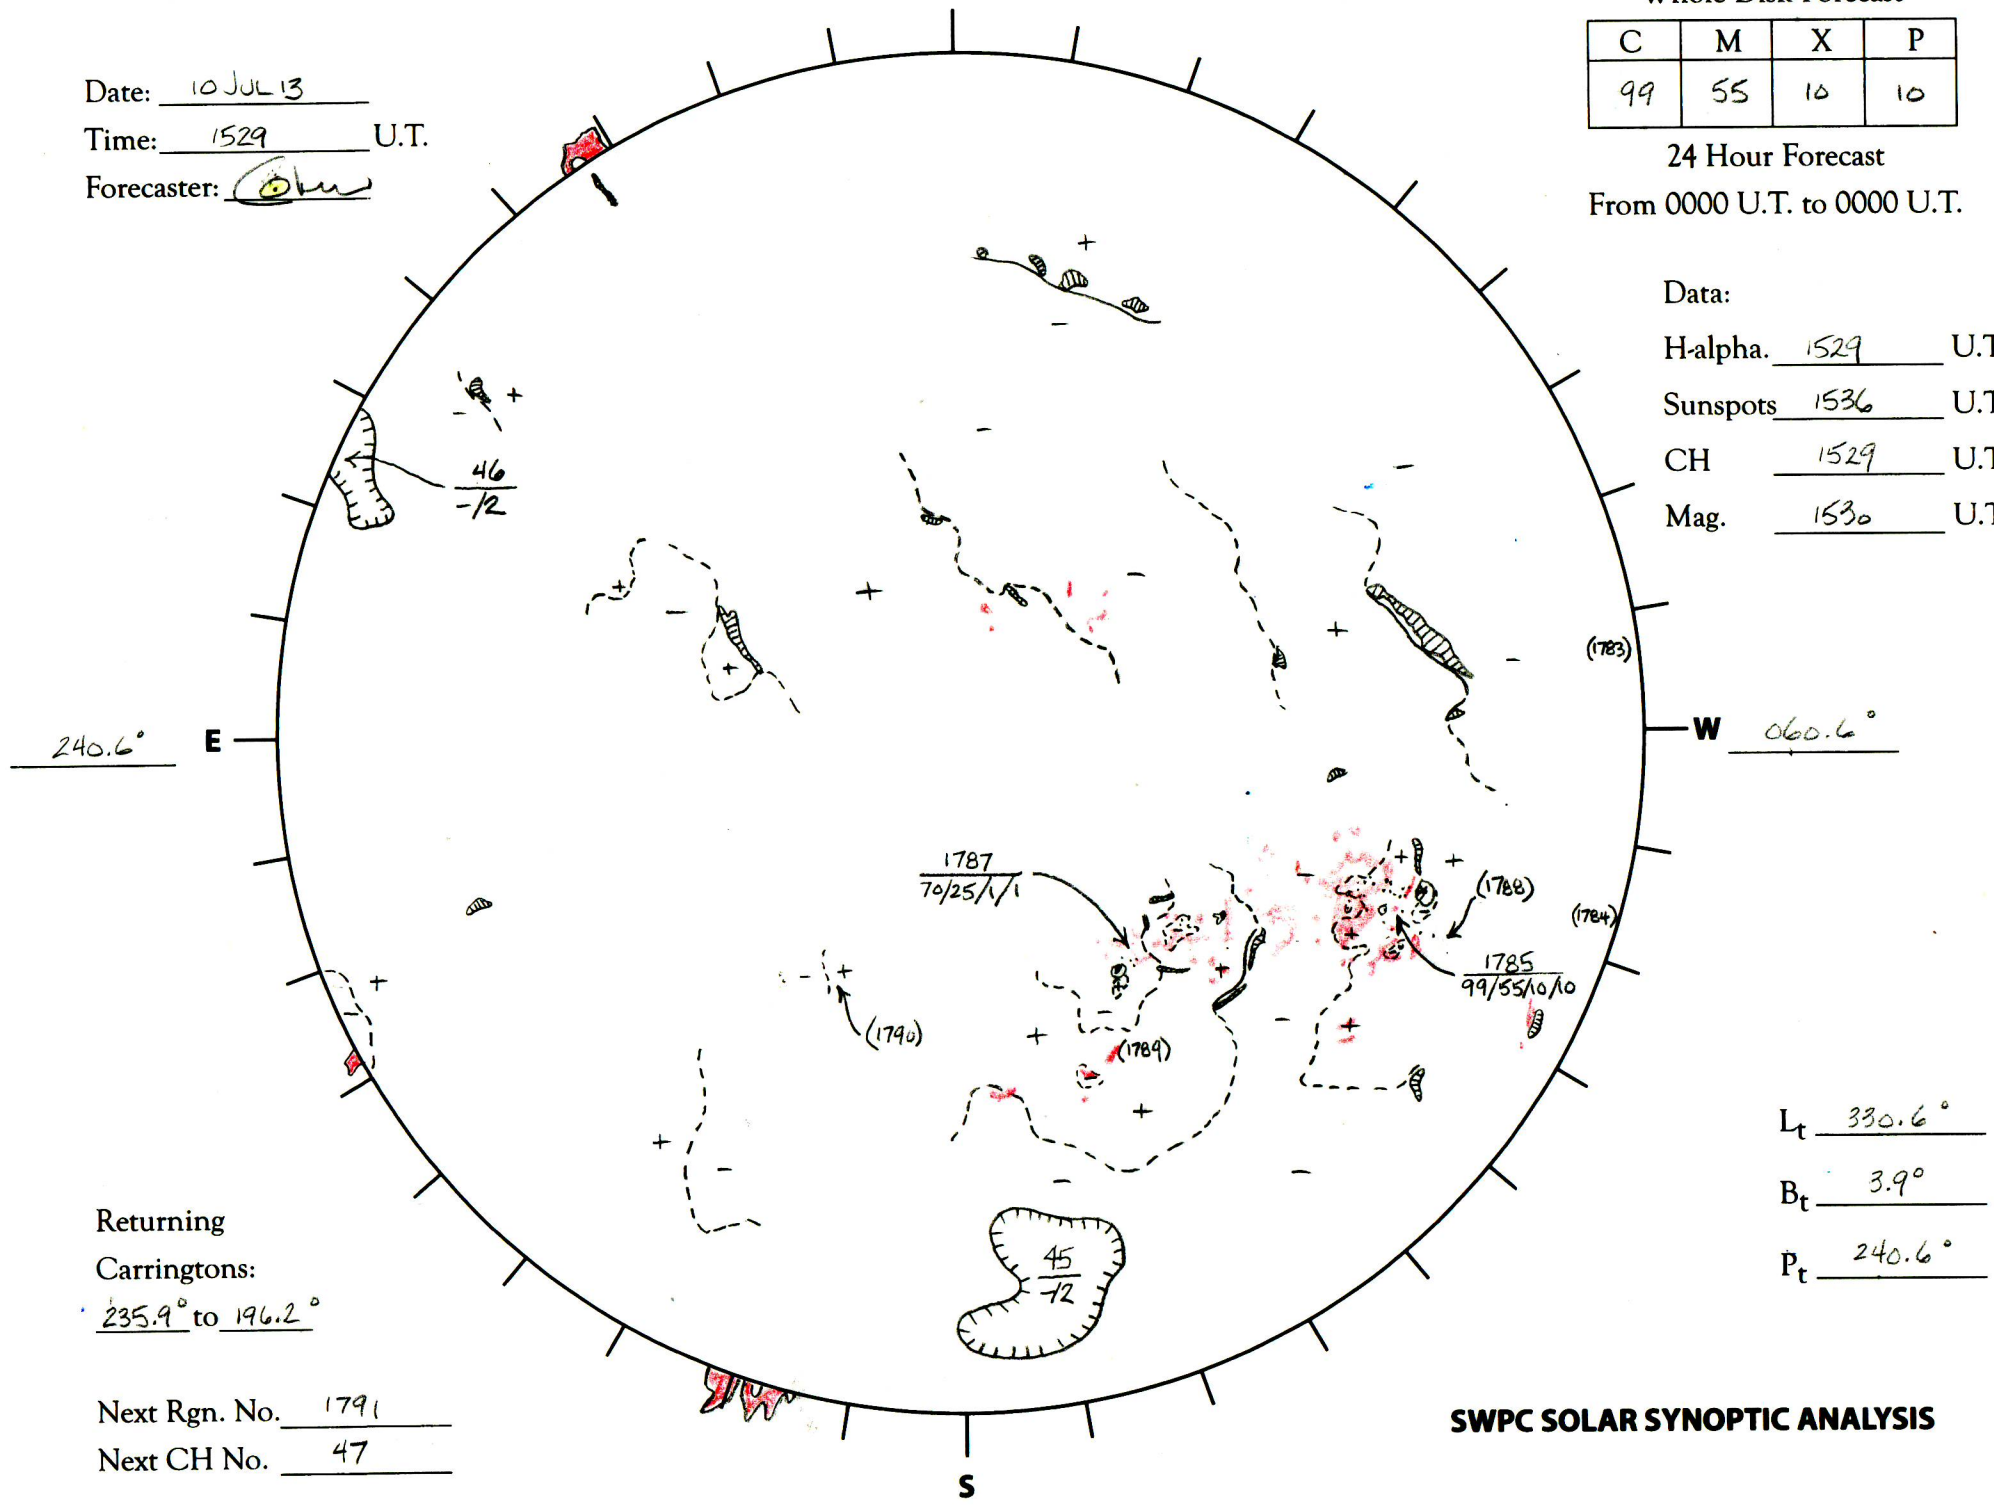 Whole Disk Forecast
C M X P
99 55 10 10
24 Hour Forecast
From 0000 U.T. to 0000 U.T.
Date: 10 JUL 13
Time: 1529 U.T.
Forecaster:
Data:
H-alpha. 1529 U.T
Sunspots 1536 U.T
CH 1529 U.T
Mag. 1530 U.T
46
-/2
(1783)
240.6° E
W 060.6°
1787
70/25/1/1
(1788)
(1784)
1785
99/55/10/10
(1790)
(1789)
Lt 330.6°
Bt 3.9°
Pt 240.6°
Returning
Carringtons:
235.9° to 196.2°
45
-/2
Next Rgn. No. 1791
Next CH No. 47
SWPC SOLAR SYNOPTIC ANALYSIS
S